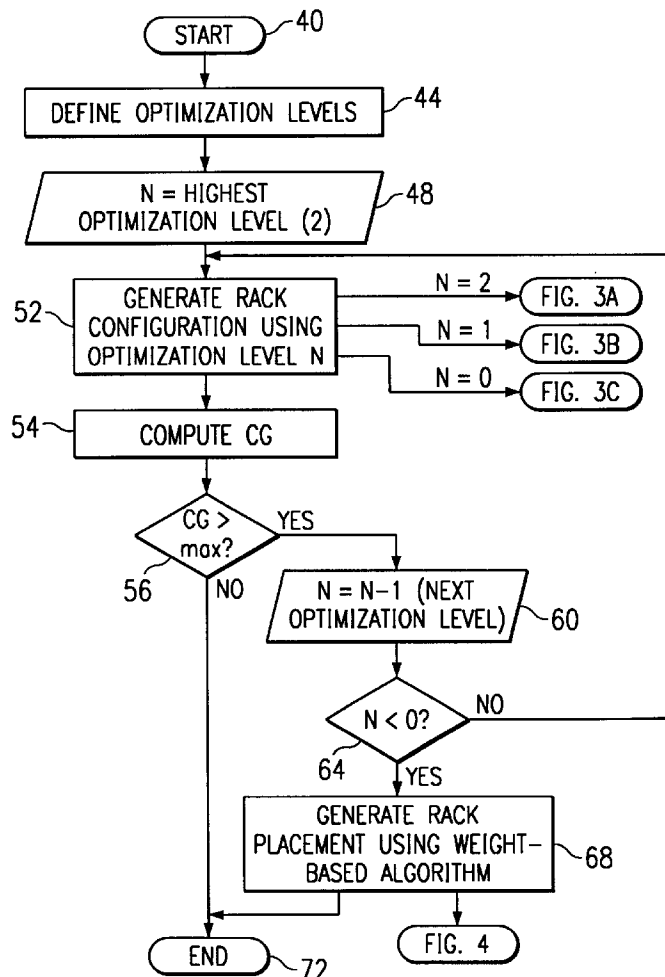 START
40
DEFINE OPTIMIZATION LEVELS
44
N = HIGHEST
OPTIMIZATION LEVEL (2)
48
52
GENERATE RACK
CONFIGURATION USING
OPTIMIZATION LEVEL N
N = 2
FIG. 3A
N = 1
FIG. 3B
N = 0
FIG. 3C
54
COMPUTE CG
CG >
max?
YES
56
NO
N = N-1 (NEXT
OPTIMIZATION LEVEL)
60
N < 0?
NO
64
YES
GENERATE RACK
PLACEMENT USING WEIGHT-
BASED ALGORITHM
68
END
72
FIG. 4